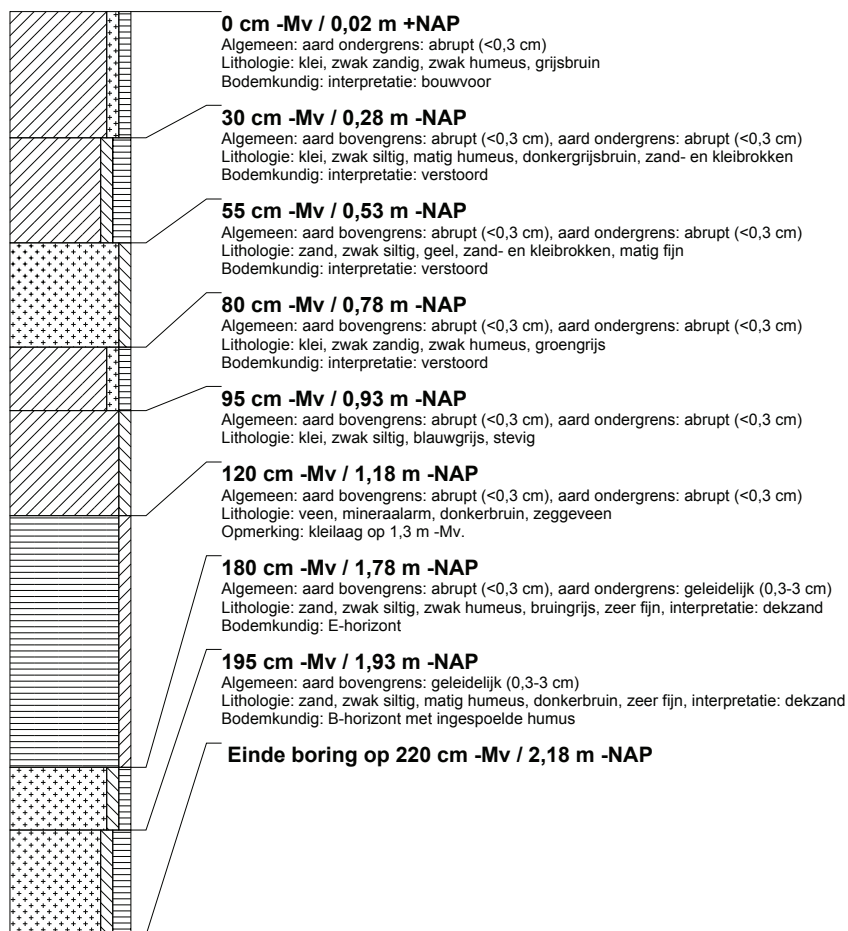 0 cm -Mv / 0,02 m +NAP
Algemeen: aard ondergrens: abrupt (<0,3 cm)
Lithologie: klei, zwak zandig, zwak humeus, grijsbruin
Bodemkundig: interpretatie: bouwvoor
30 cm -Mv / 0,28 m -NAP
Algemeen: aard bovengrens: abrupt (<0,3 cm), aard ondergrens: abrupt (<0,3 cm)
Lithologie: klei, zwak siltig, matig humeus, donkergrijsbruin, zand- en kleibrokken
Bodemkundig: interpretatie: verstoord
55 cm -Mv / 0,53 m -NAP
Algemeen: aard bovengrens: abrupt (<0,3 cm), aard ondergrens: abrupt (<0,3 cm)
Lithologie: zand, zwak siltig, geel, zand- en kleibrokken, matig fijn
Bodemkundig: interpretatie: verstoord
80 cm -Mv / 0,78 m -NAP
Algemeen: aard bovengrens: abrupt (<0,3 cm), aard ondergrens: abrupt (<0,3 cm)
Lithologie: klei, zwak zandig, zwak humeus, groengrijs
Bodemkundig: interpretatie: verstoord
95 cm -Mv / 0,93 m -NAP
Algemeen: aard bovengrens: abrupt (<0,3 cm), aard ondergrens: abrupt (<0,3 cm)
Lithologie: klei, zwak siltig, blauwgrijs, stevig
120 cm -Mv / 1,18 m -NAP
Algemeen: aard bovengrens: abrupt (<0,3 cm), aard ondergrens: abrupt (<0,3 cm)
Lithologie: veen, mineraalarm, donkerbruin, zeggeveen
Opmerking: kleilaag op 1,3 m -Mv.
180 cm -Mv / 1,78 m -NAP
Algemeen: aard bovengrens: abrupt (<0,3 cm), aard ondergrens: geleidelijk (0,3-3 cm)
Lithologie: zand, zwak siltig, zwak humeus, bruingrijs, zeer fijn, interpretatie: dekzand
Bodemkundig: E-horizont
195 cm -Mv / 1,93 m -NAP
Algemeen: aard bovengrens: geleidelijk (0,3-3 cm)
Lithologie: zand, zwak siltig, matig humeus, donkerbruin, zeer fijn, interpretatie: dekzand
Bodemkundig: B-horizont met ingespoelde humus
Einde boring op 220 cm -Mv / 2,18 m -NAP